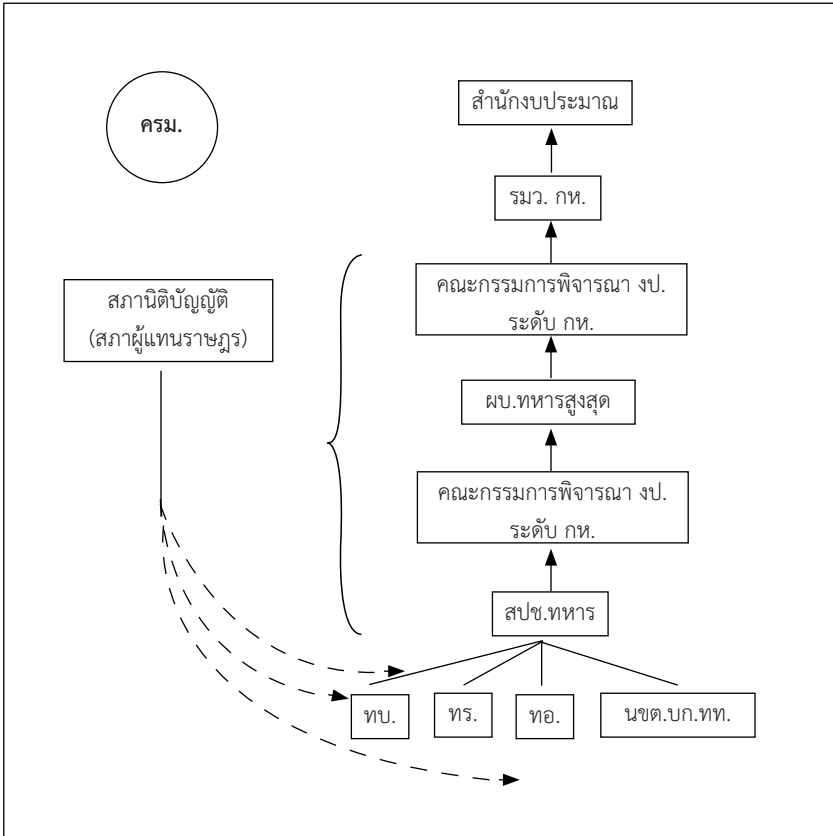 ครม.
สำนักงบประมาณ
รมว. กห.
คณะกรรมการพิจารณา งป.
ระดับ กห.
สภานิติบัญญัติ
(สภาผู้แทนราษฎร)
ผบ.ทหารสูงสุด
คณะกรรมการพิจารณา งป.
ระดับ กห.
สปช.ทหาร
ทบ.
ทร.
ทอ.
นขต.บก.ทท.